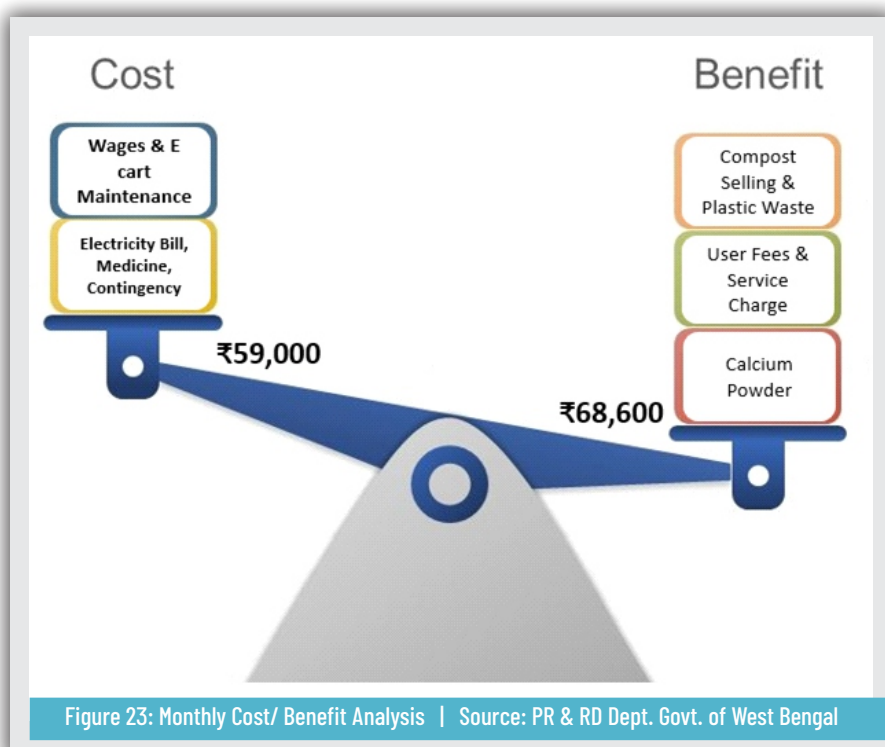 Cost
Wages & E
cart
Maintenance
Electricity Bill,
Medicine,
Contingency
₹59,000
Benefit
Compost
Selling &
Plastic Waste
User Fees &
Service
Charge
Calcium
Powder
₹68,600
Figure 23: Monthly Cost/ Benefit Analysis | Source: PR & RD Dept. Govt. of West Bengal